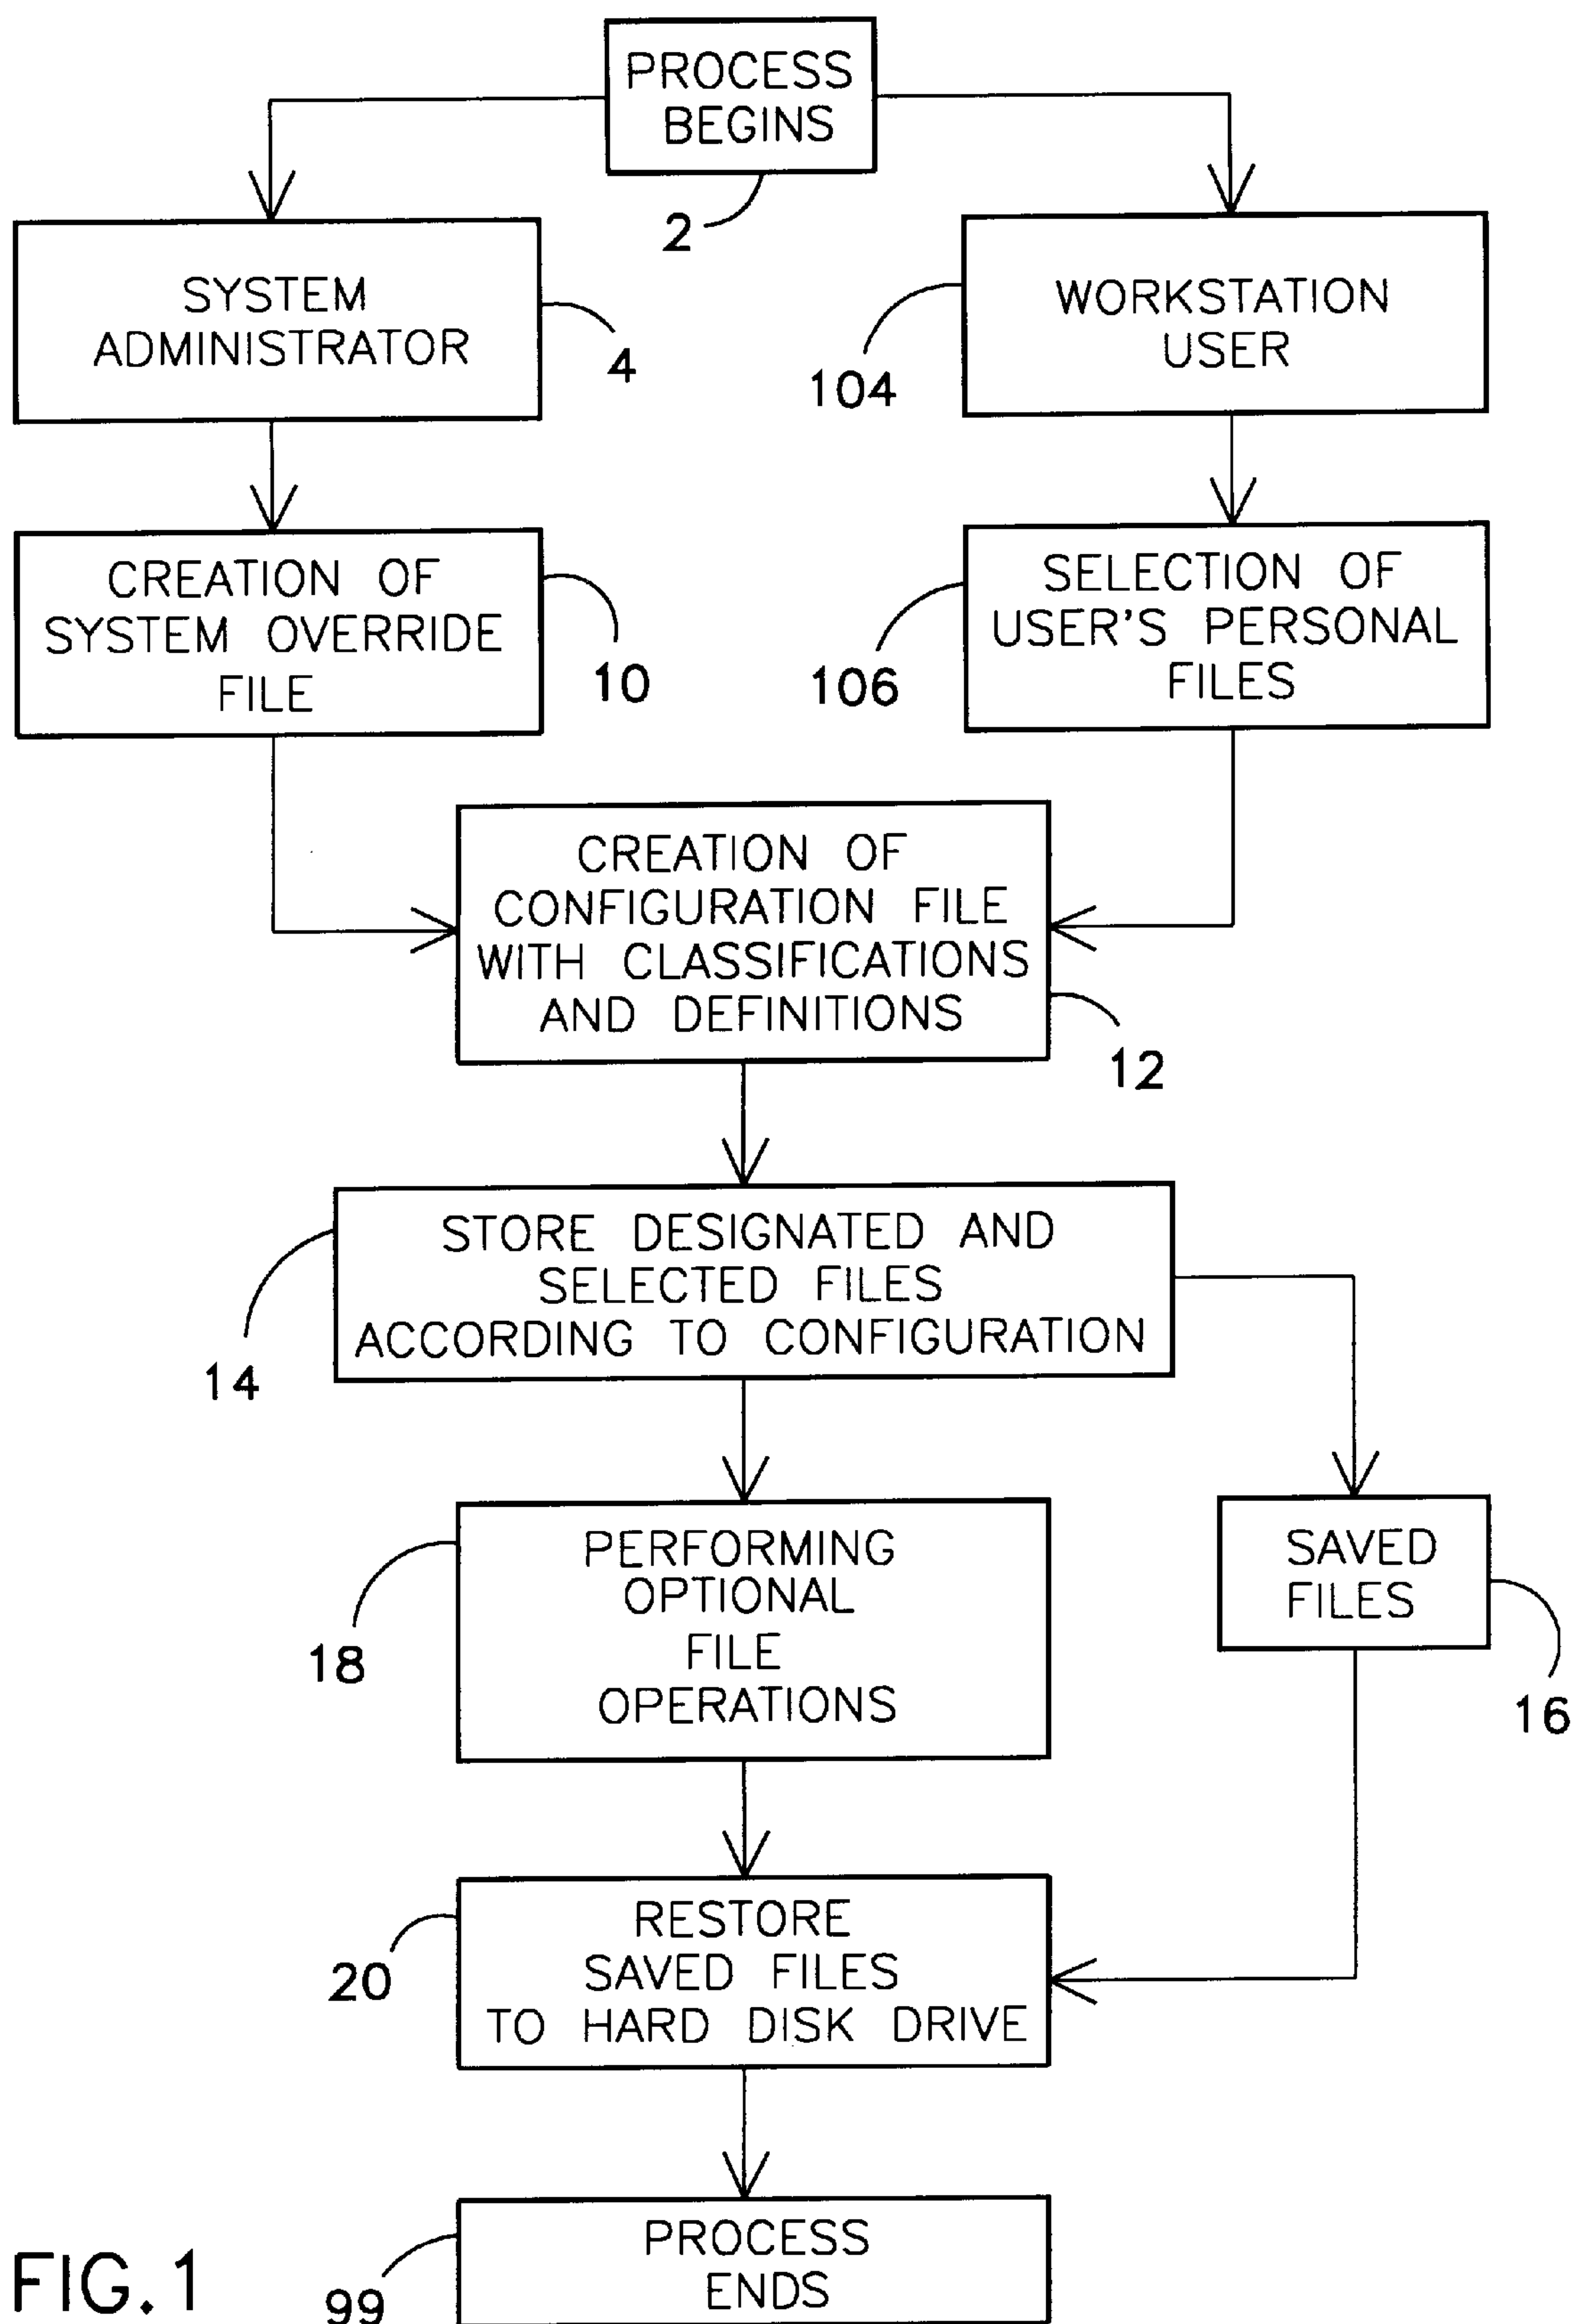 PROCESS
BEGINS
2
SYSTEM
ADMINISTRATOR
4
WORKSTATION
USER
104
CREATION OF
SYSTEM OVERRIDE
FILE
10
SELECTION OF
USER'S PERSONAL
FILES
106
CREATION OF
CONFIGURATION FILE
WITH CLASSIFICATIONS
AND DEFINITIONS
12
STORE DESIGNATED AND
SELECTED FILES
ACCORDING TO CONFIGURATION
14
PERFORMING
OPTIONAL
FILE
OPERATIONS
18
SAVED
FILES
16
RESTORE
SAVED FILES
TO HARD DISK DRIVE
20
PROCESS
ENDS
99
FIG. 1